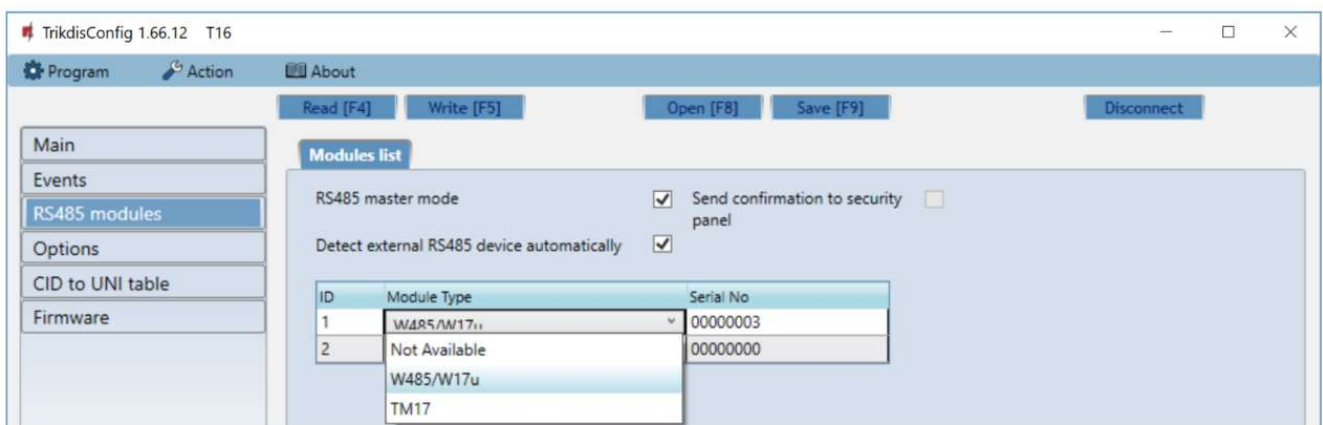 TrikdisConfig 1.66.12 T16
Program Action About
Read [F4] Write [F5] Open [F8] Save [F9] Disconnect
Main
Events
RS485 modules
Options
CID to UNI table
Firmware
Modules list
RS485 master mode
Send confirmation to security
panel
Detect external RS485 device automatically
ID Module Type Serial No
1 W485/W17u 00000003
2 00000000
Not Available
W485/W17u
TM17